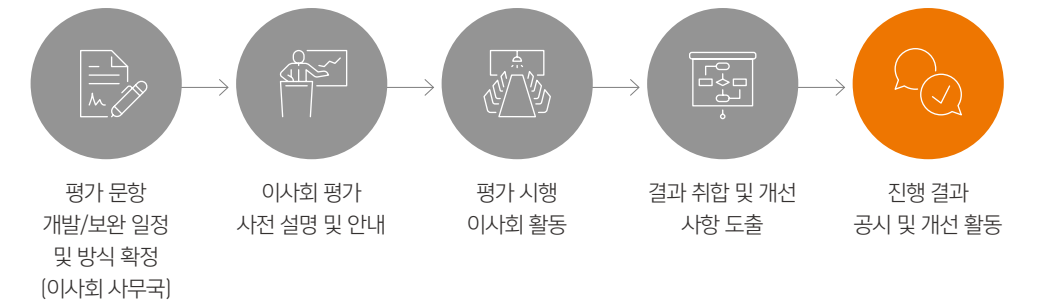 평가 문항
개발/보완 일정
및 방식 확정
(이사회 사무국)
이사회 평가
사전 설명 및 안내
평가 시행
이사회 활동
결과 취합 및 개선
사항 도출
진행 결과
공시 및 개선 활동